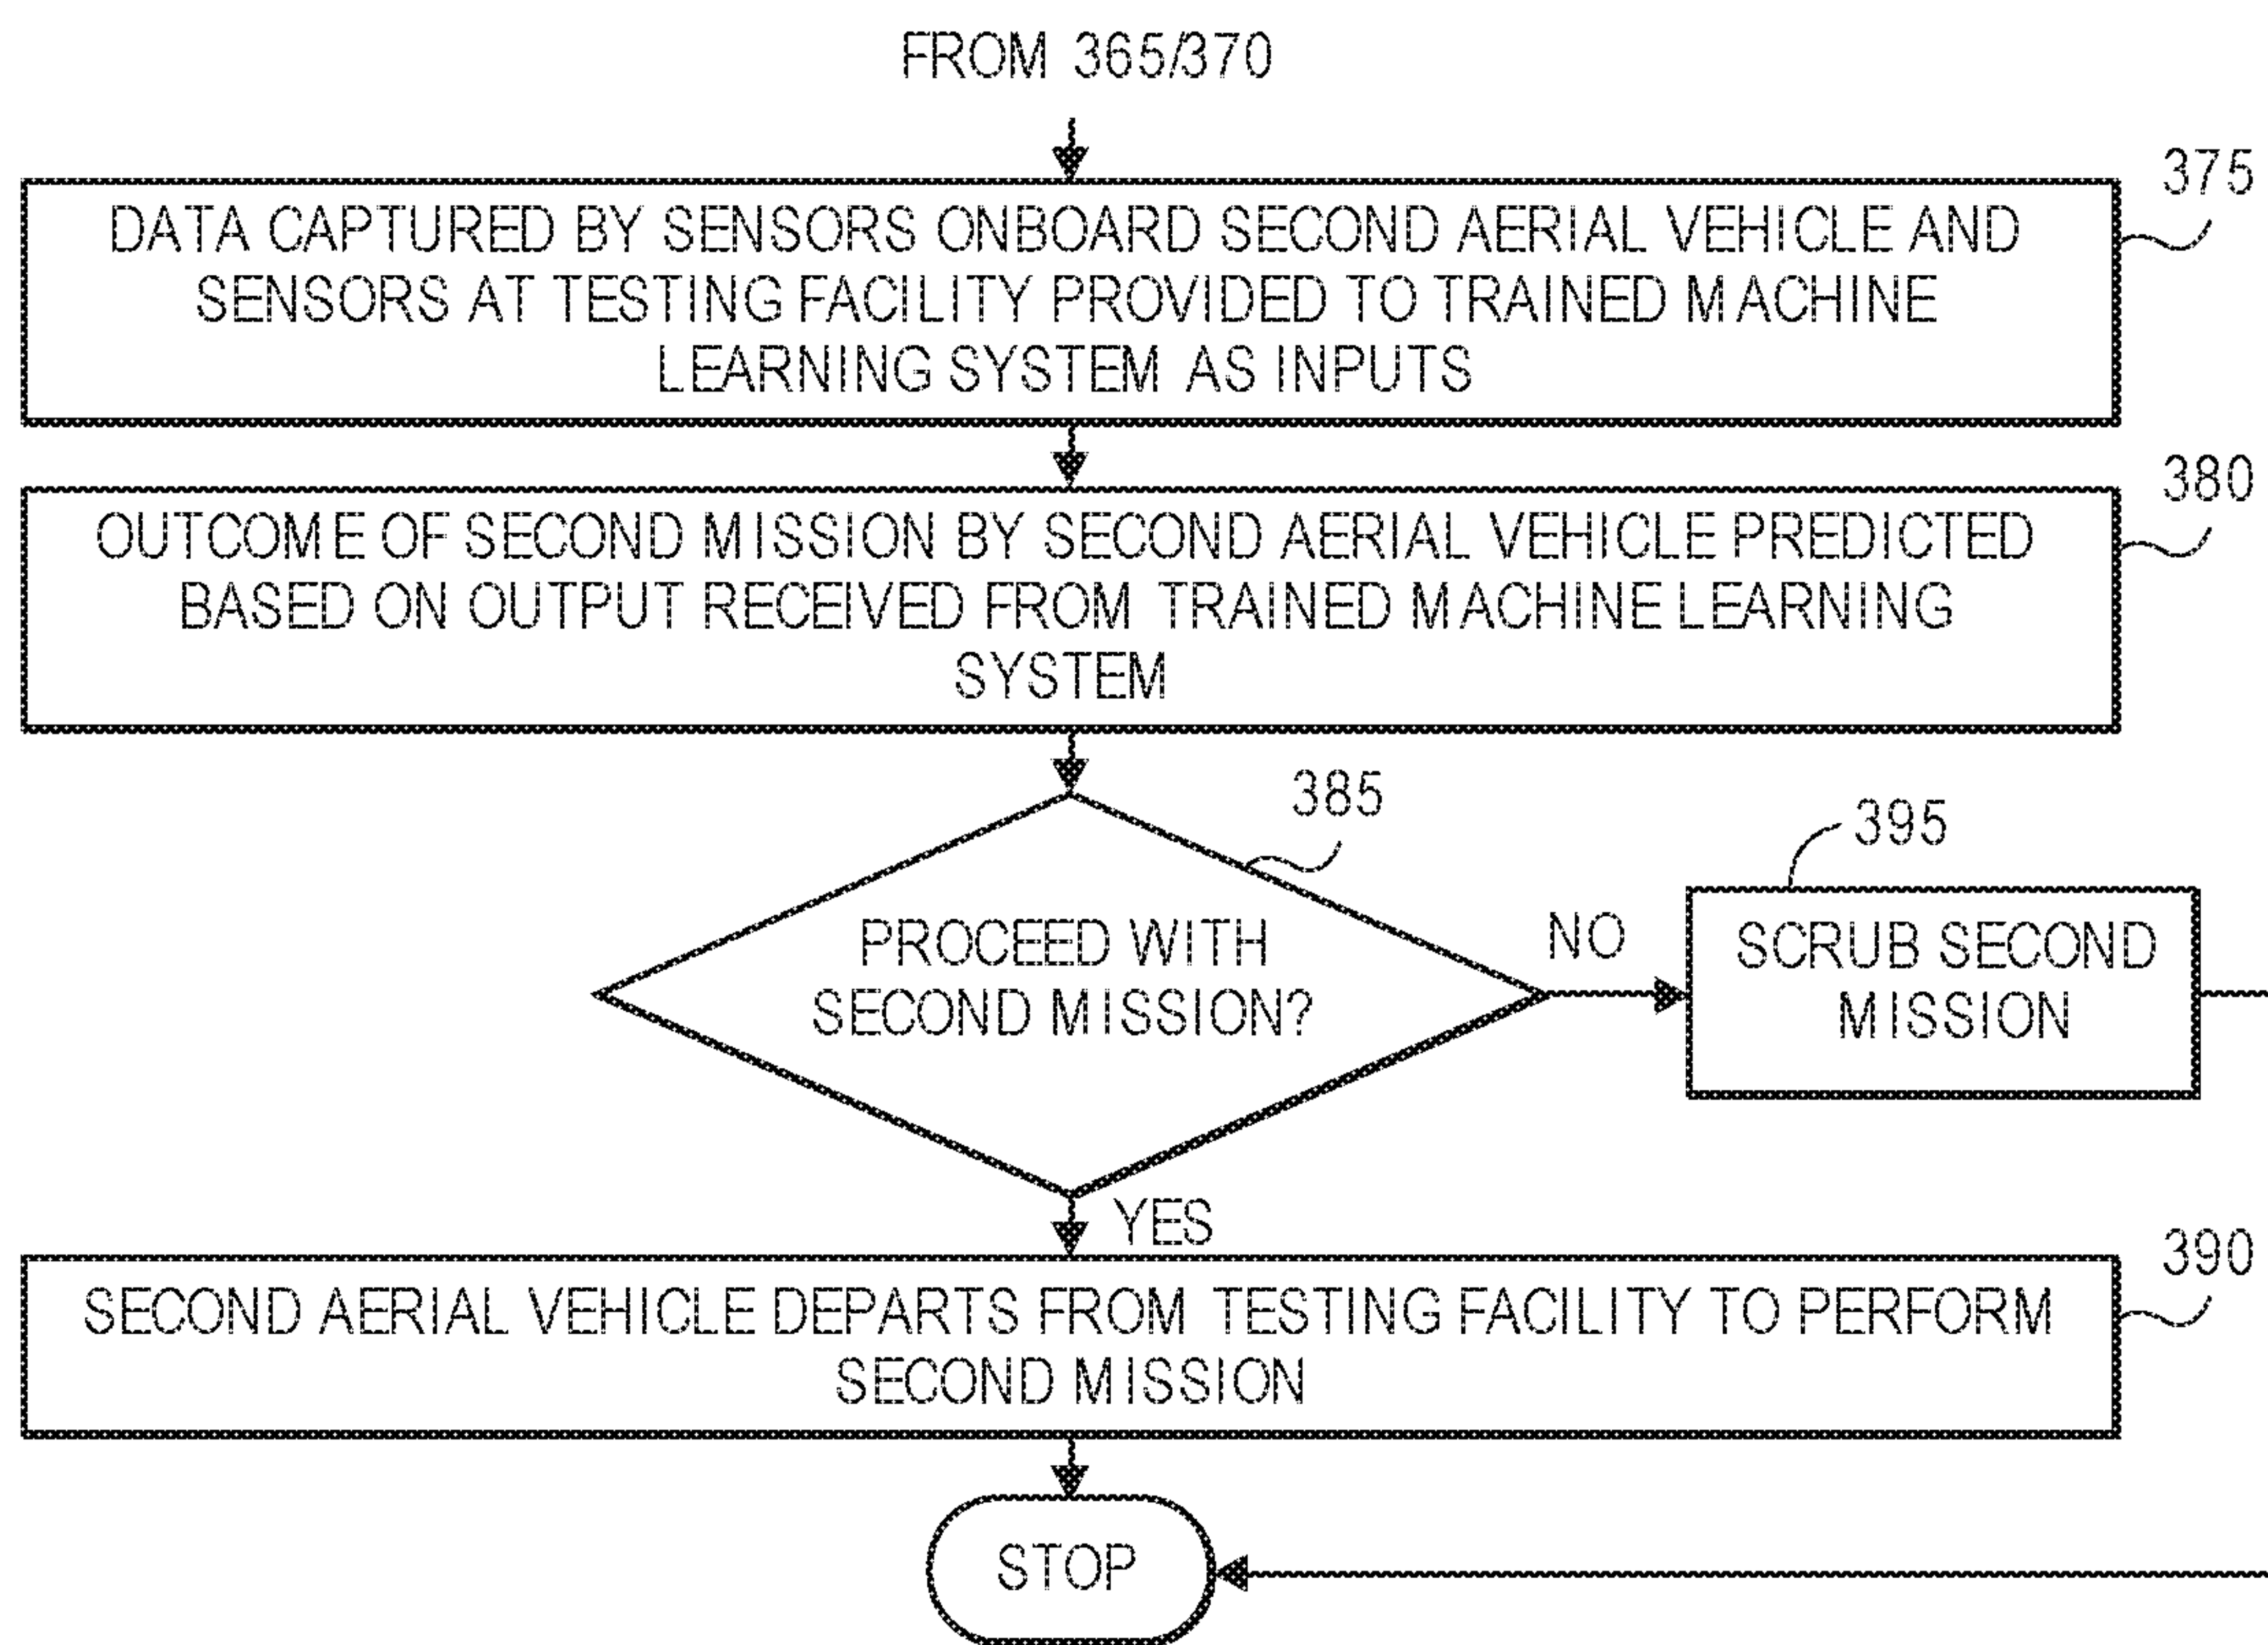 FROM 365/370
375
DATA CAPTURED BY SENSORS ONBOARD SECOND AERIAL VEHICLE AND
SENSORS AT TESTING FACILITY PROVIDED TO TRAINED MACHINE
LEARNING SYSTEM AS INPUTS
380
OUTCOME OF SECOND MISSION BY SECOND AERIAL VEHICLE PREDICTED
BASED ON OUTPUT RECEIVED FROM TRAINED MACHINE LEARNING
SYSTEM
385
395
PROCEED WITH
SECOND MISSION?
NO
SCRUB SECOND
MISSION
YES
390
SECOND AERIAL VEHICLE DEPARTS FROM TESTING FACILITY TO PERFORM
SECOND MISSION
STOP